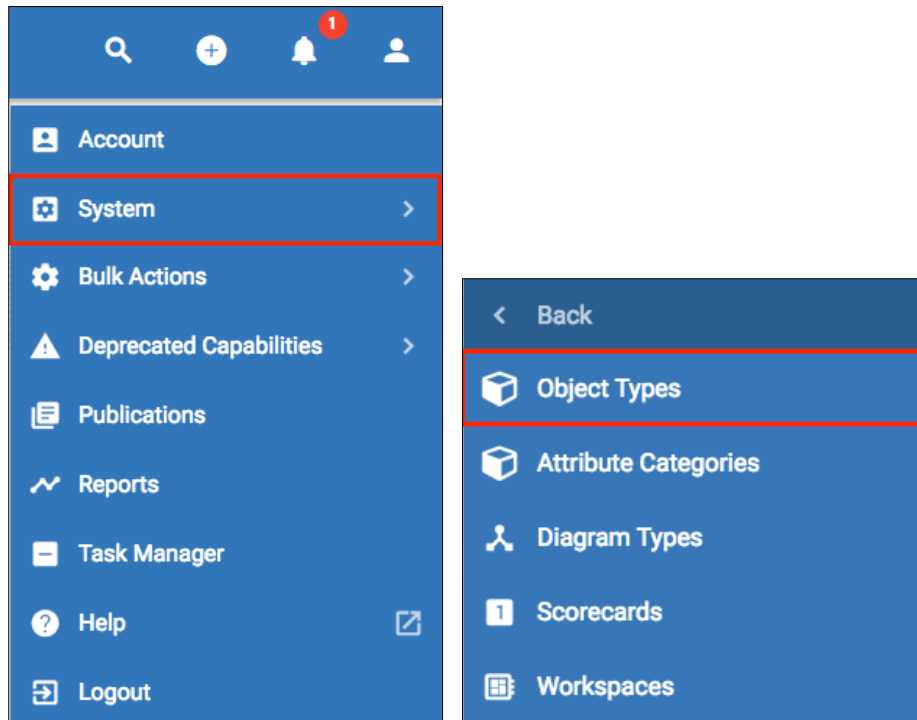 1
Account
System
Bulk Actions
Deprecated Capabilities
Publications
Reports
Task Manager
Help
Logout
Back
Object Types
Attribute Categories
Diagram Types
1
Scorecards
Workspaces